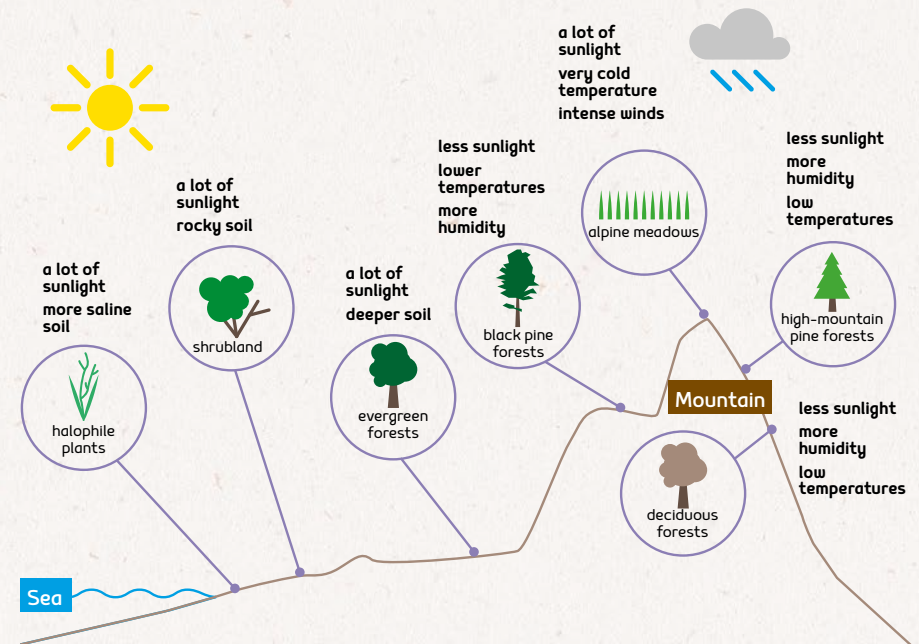 a lot of
sunlight
more saline
soil
halophile
plants
a lot of
sunlight
rocky soil
shrubland
a lot of
sunlight
deeper soil
evergreen
forests
less sunlight
lower
temperatures
more
humidity
black pine
forests
a lot of
sunlight
very cold
temperature
intense winds
alpine meadows
less sunlight
more
humidity
low
temperatures
high-mountain
pine forests
Mountain
less sunlight
more
humidity
low
temperatures
deciduous
forests
Sea